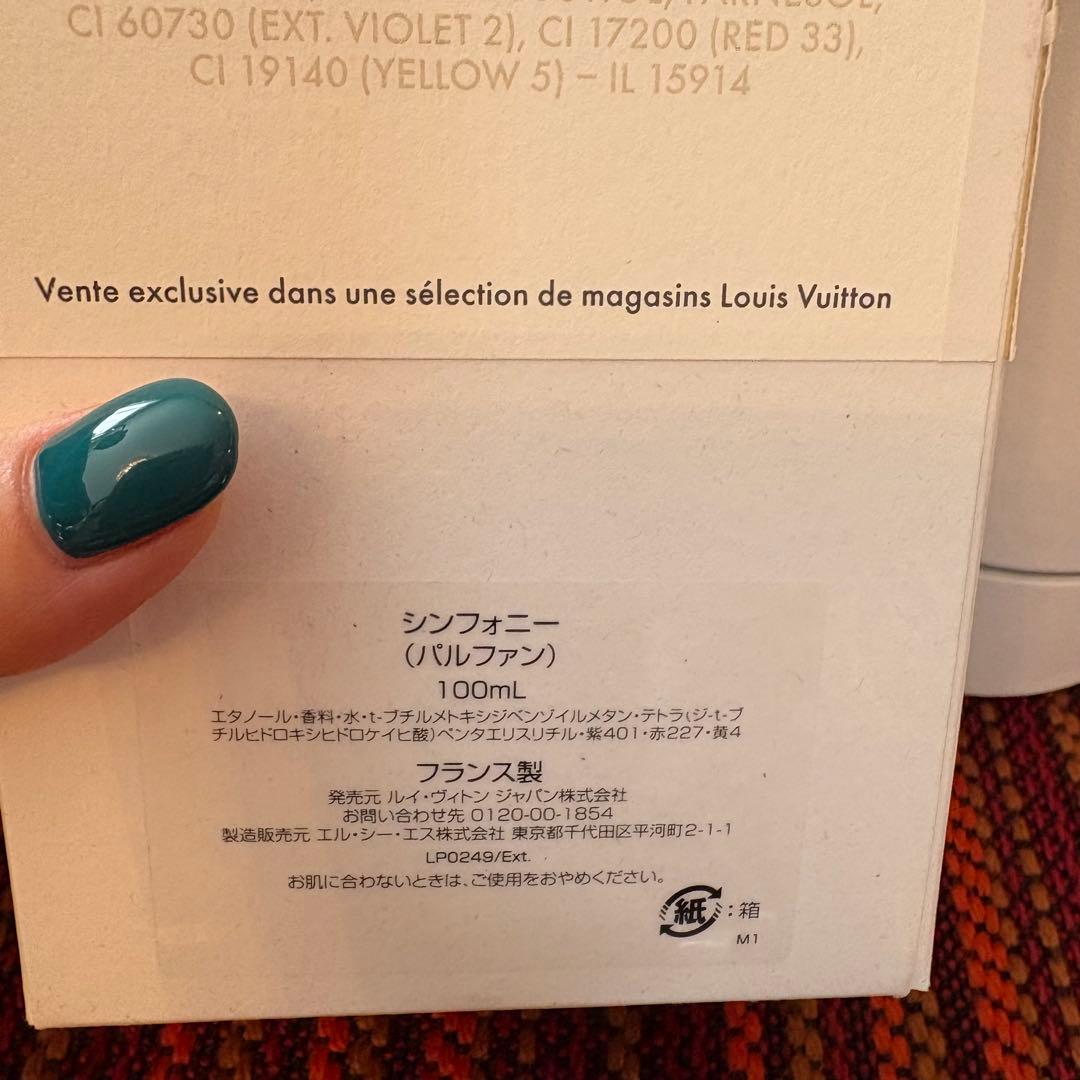 CI 60730 (EXT. VIOLET 2), CI 17200 (RED 33),
CI 19140 (YELLOW 5) – IL 15914
Vente exclusive dans une sélection de magasins Louis Vuitton
シンフォニー
(パルファン)
100mL
エタノール・香料・水・t-ブチルメトキシジベンゾイルメタン・テトラ(ジ-t-ブ
チルヒドロキシヒドロケイヒ酸)ペンタエリスリチル・紫401・赤227・黄4
フランス製
発売元 ルイ・ヴィトン ジャパン株式会社
お問い合わせ先 0120-00-1854
製造販売元 エル・シー・エス株式会社 東京都千代田区平河町2-1-1
LP0249/Ext.
お肌に合わないときは、ご使用をおやめください。
紙:箱
M1